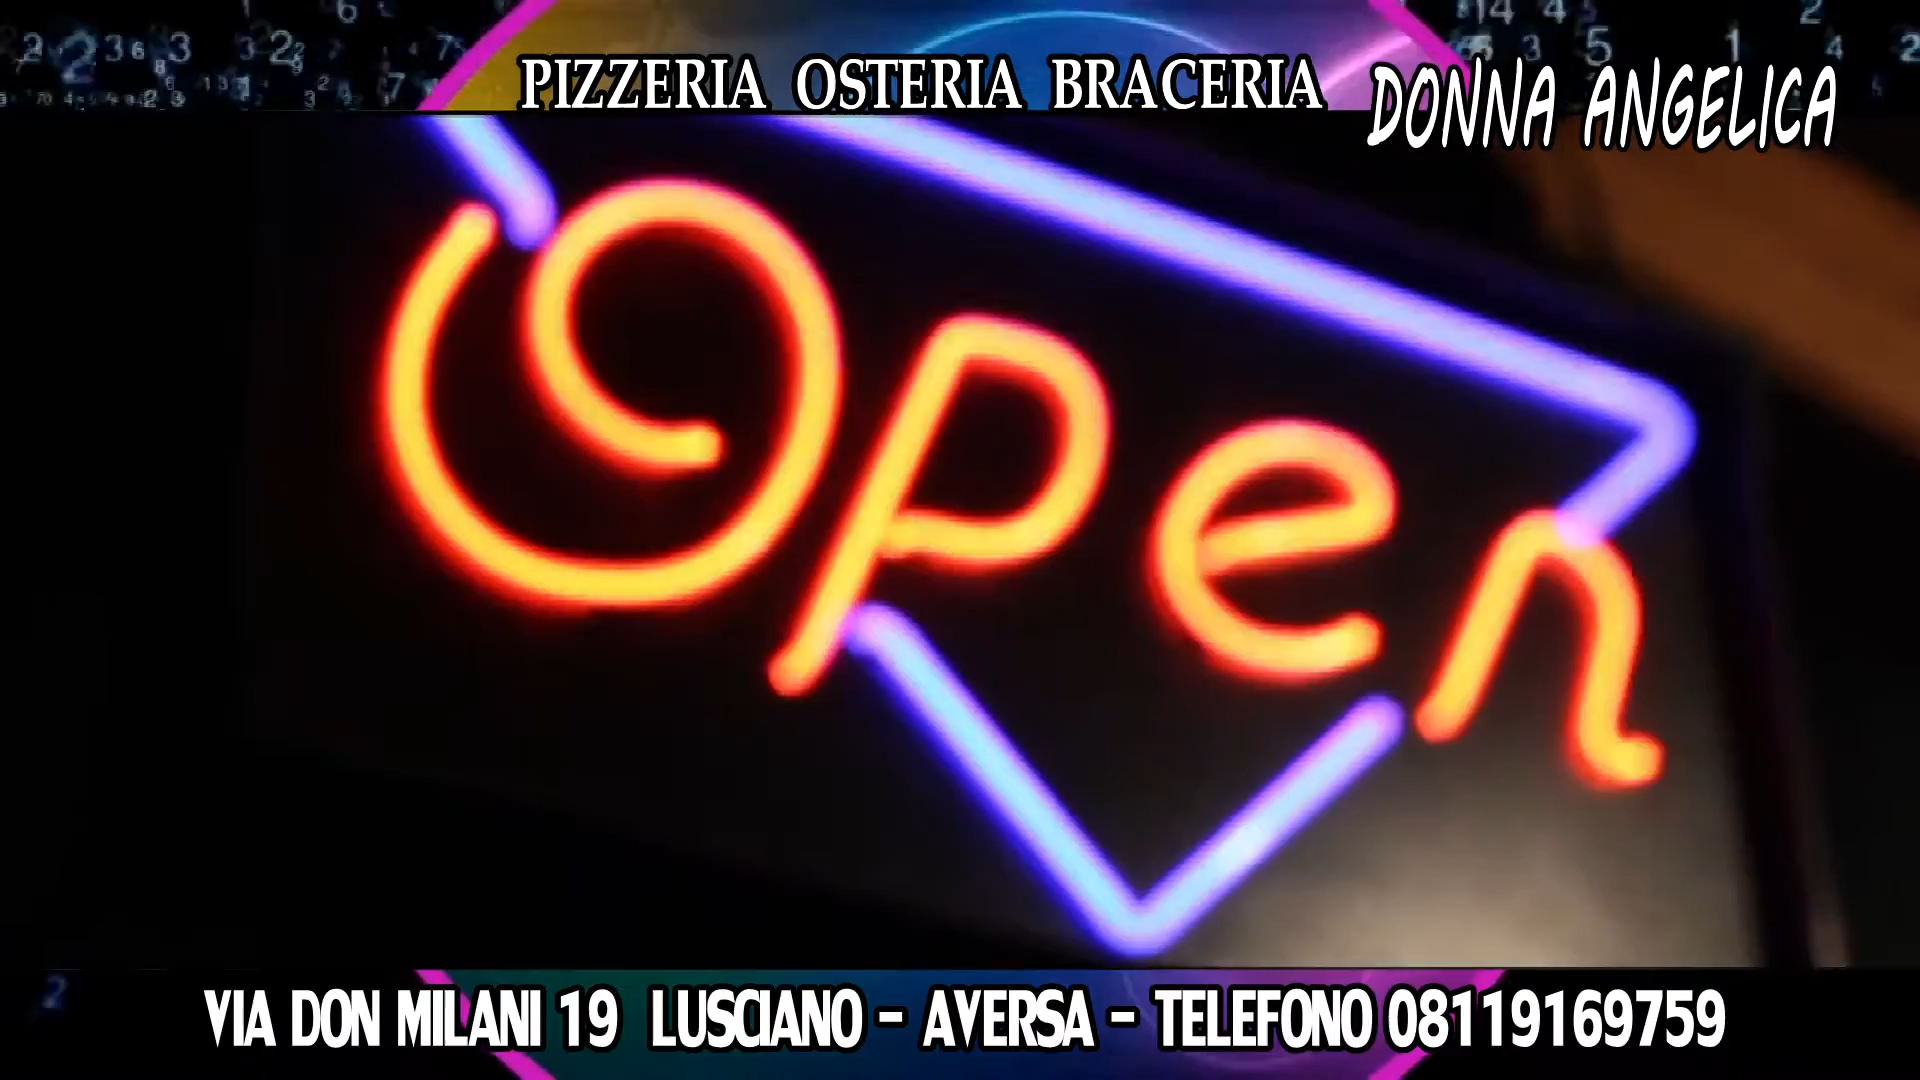 PIZZERIA OSTERIA BRACERIA DONNA ANGELICA
Open
VIA DON MILANI 19 LUSCIANO - AVERSA - TELEFONO 08119169759